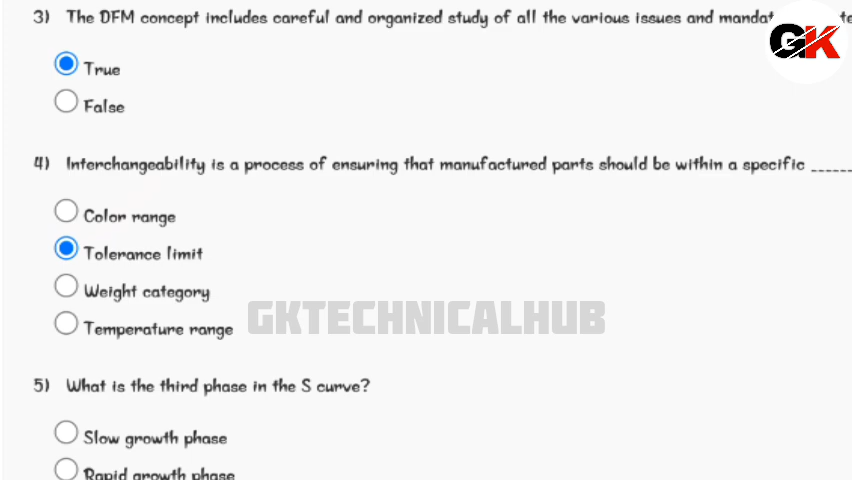 3) The DFM concept includes careful and organized study of all the various issues and
GK
True
False
4) Interchangeability is a process of ensuring that manufactured parts should be within a specific ______
Color range
Tolerance limit
Weight category
GKTECHNICALHUB
Temperature range
5) What is the third phase in the S curve?
Slow growth phase
Rapid growth phase